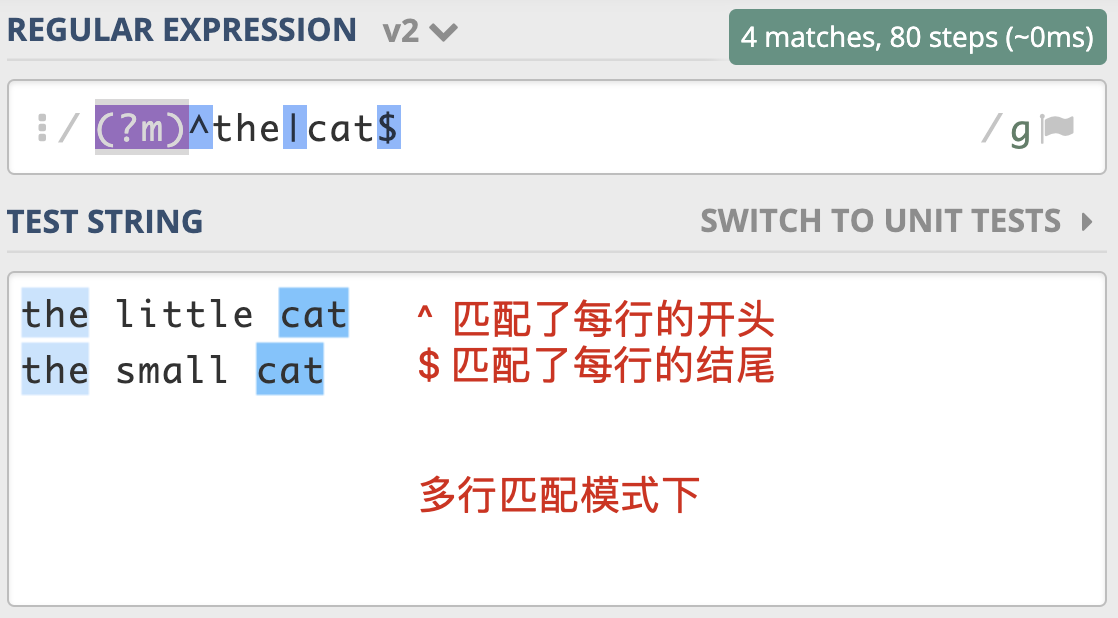 REGULAR EXPRESSION v2 4 matches, 80 steps (~0ms)
/ (?m)^the|cat$ / g
TEST STRING SWITCH TO UNIT TESTS
the little cat ^ 匹配了每行的开头
the small cat $ 匹配了每行的结尾
多行匹配模式下